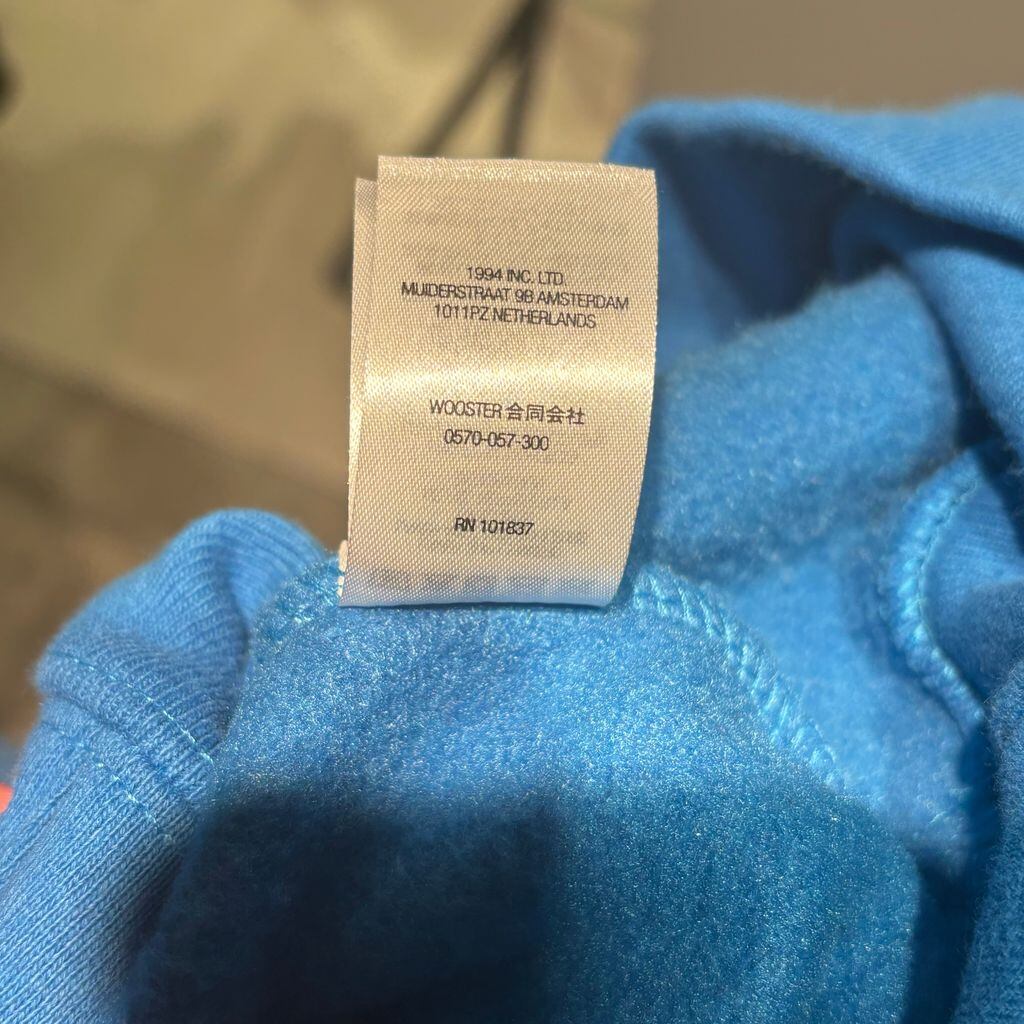 1994 INC. LTD.
MUIDERSTRAAT 9B AMSTERDAM
1011PZ NETHERLANDS
WOOSTER 合同会社
0570-057-300
RN 101837